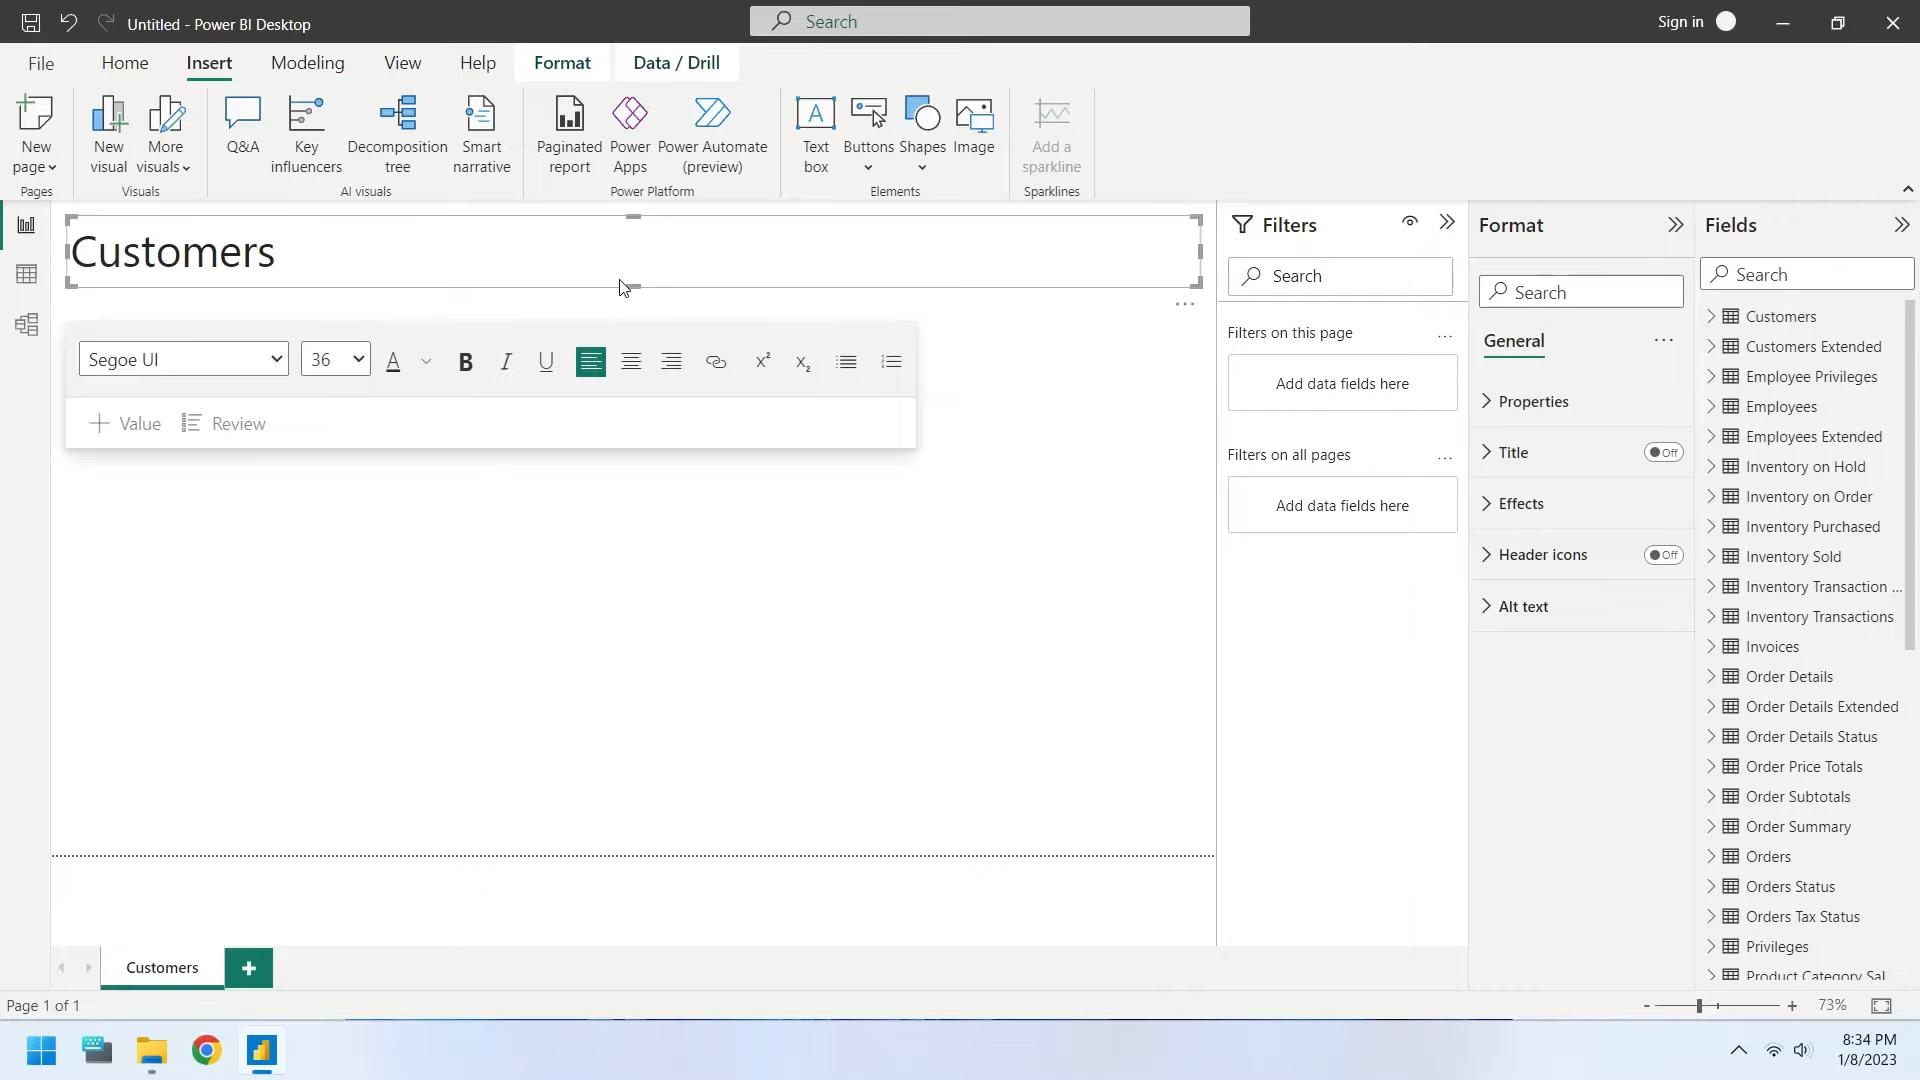 Untitled - Power BI Desktop
Search
Sign in
File Home Insert Modeling View Help Format Data / Drill
New page
Pages
New visual
More visuals
Visuals
Q&A
Key influencers
Decomposition tree
Smart narrative
AI visuals
Paginated report
Power Apps
Power Automate (preview)
Power Platform
Text box
Buttons
Shapes
Image
Elements
Add a sparkline
Sparklines
Customers
Segoe UI
36
A
B I U
x²
x₂
Value
Review
Filters
Search
Filters on this page
Add data fields here
Filters on all pages
Add data fields here
Format
Search
General
Properties
Title
Off
Effects
Header icons
Off
Alt text
Fields
Search
Customers
Customers Extended
Employee Privileges
Employees
Employees Extended
Inventory on Hold
Inventory on Order
Inventory Purchased
Inventory Sold
Inventory Transaction ...
Inventory Transactions
Invoices
Order Details
Order Details Extended
Order Details Status
Order Price Totals
Order Subtotals
Order Summary
Orders
Orders Status
Orders Tax Status
Privileges
Product Category Sal
Customers
Page 1 of 1
- + 73%
8:34 PM
1/8/2023